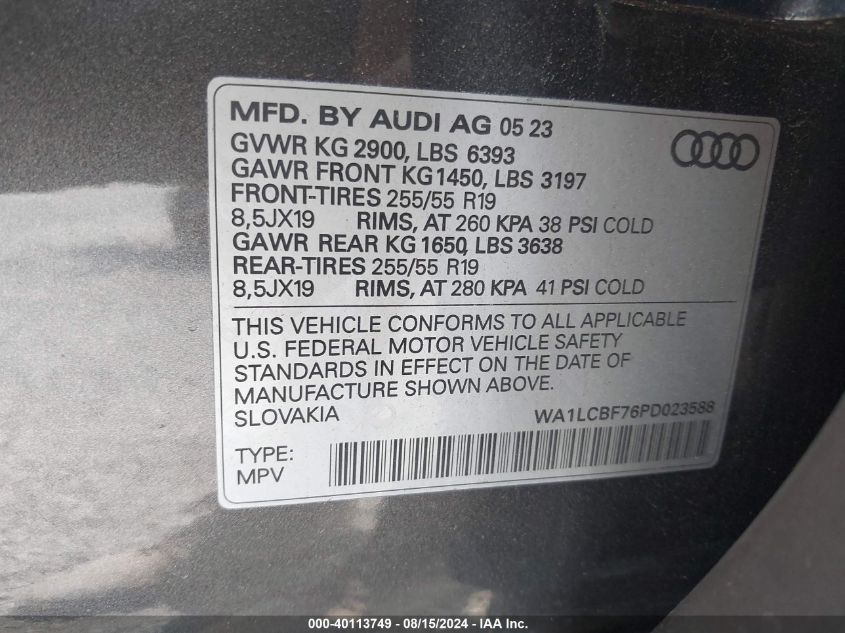 MFD. BY AUDI AG 05 23
GVWR KG 2900, LBS 6393
GAWR FRONT KG1450, LBS 3197
FRONT-TIRES 255/55 R19
8,5JX19 RIMS, AT 260 KPA 38 PSI COLD
GAWR REAR KG 1650, LBS 3638
REAR-TIRES 255/55 R19
8,5JX19 RIMS, AT 280 KPA 41 PSI COLD
THIS VEHICLE CONFORMS TO ALL APPLICABLE
U.S. FEDERAL MOTOR VEHICLE SAFETY
STANDARDS IN EFFECT ON THE DATE OF
MANUFACTURE SHOWN ABOVE.
SLOVAKIA WA1LCBF76PD023588
TYPE:
MPV
000-40113749 - 08/15/2024 - IAA Inc.